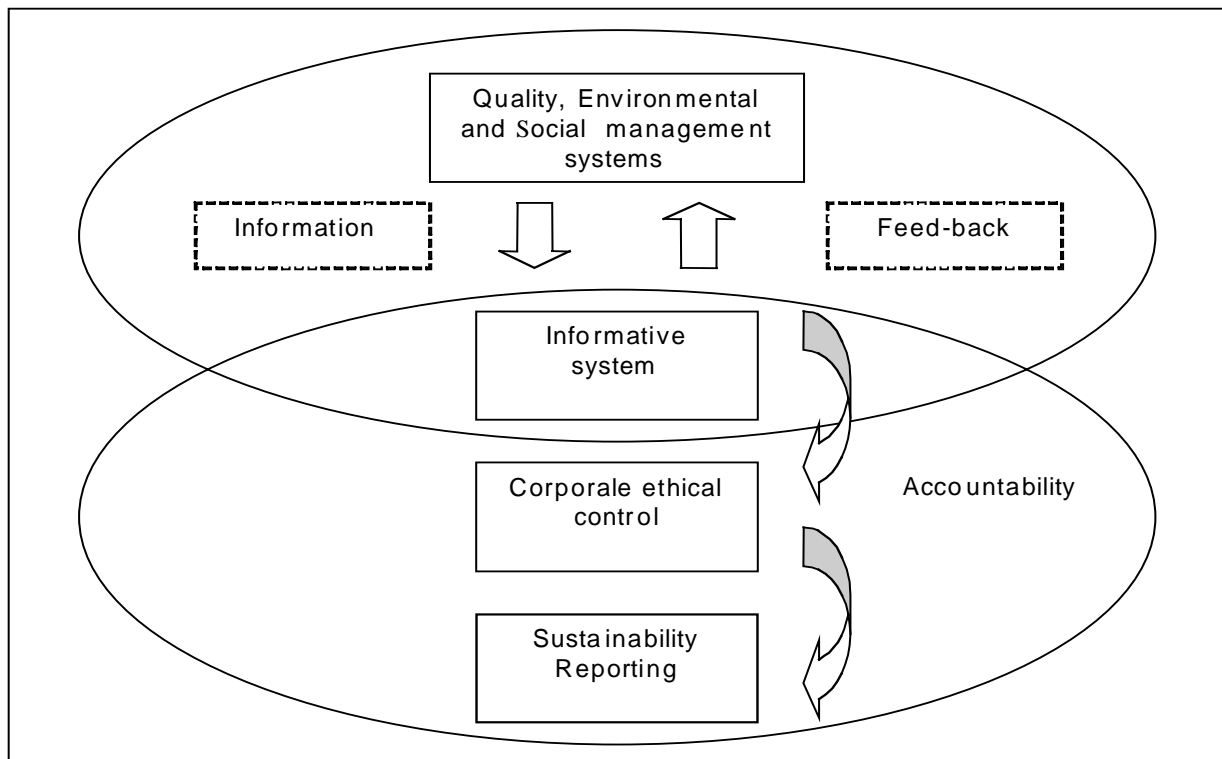 Quality, Environmental
and Social management
systems
Information
Feed-back
Informative
system
Corporale ethical
control
Accountability
Sustainability
Reporting